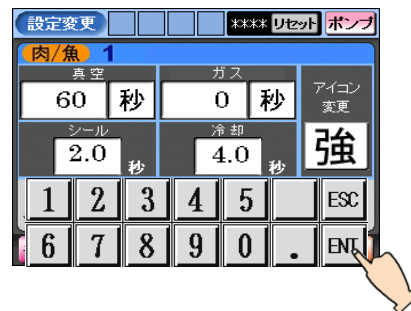 設定変更 **** リセット ポンプ
肉/魚 1
真空 ガス
60 秒 0 秒 アイコン
変更
シール 冷却
2.0 秒 4.0 秒 強
1 2 3 4 5 ESC
6 7 8 9 0 . ENT